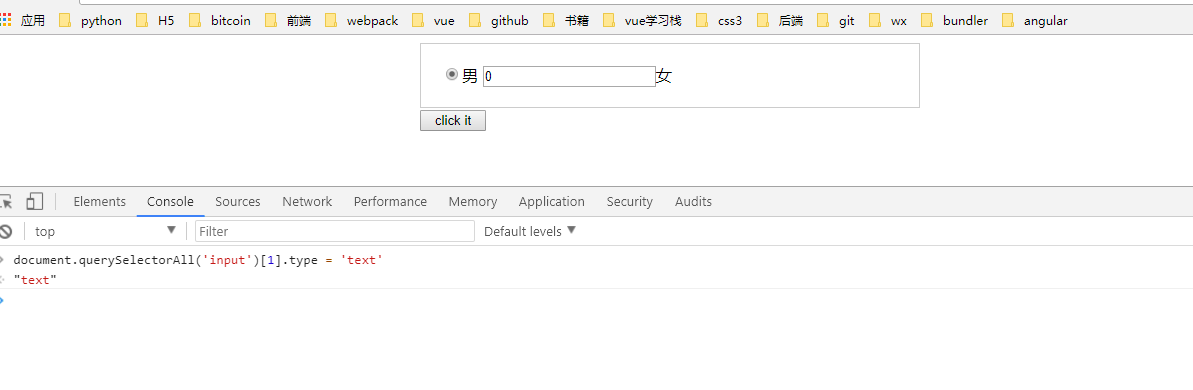 应用 python H5 bitcoin 前端 webpack vue github 书籍 vue学习栈 css3 后端 git wx bundler angular
男 0 女
click it
Elements Console Sources Network Performance Memory Application Security Audits
top Filter Default levels
document.querySelectorAll('input')[1].type = 'text'
"text"